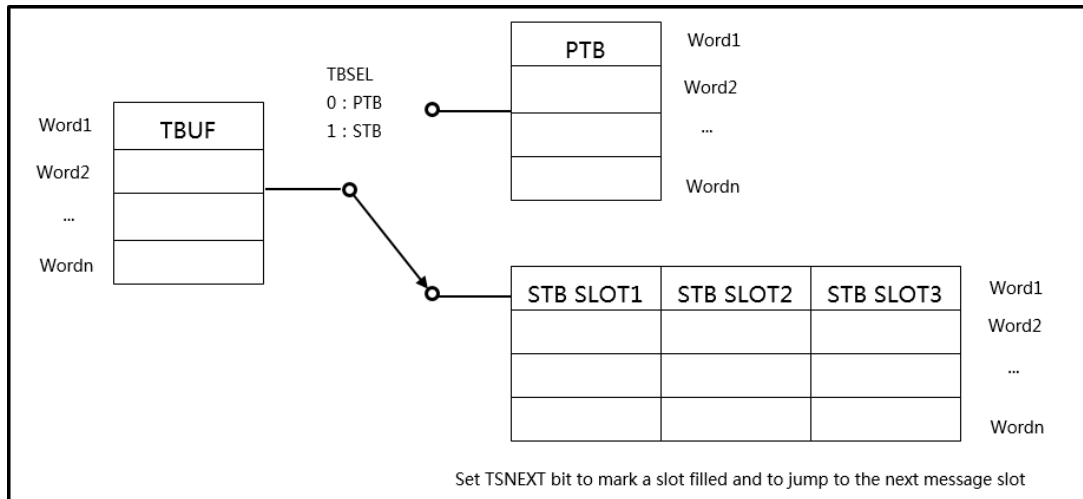 TBSEL
0 : PTB
1 : STB
Word1
TBUF
Word2
...
Wordn
PTB
Word1
Word2
...
Wordn
STB SLOT1 STB SLOT2 STB SLOT3
Word1
Word2
...
Wordn
Set TSNEXT bit to mark a slot filled and to jump to the next message slot